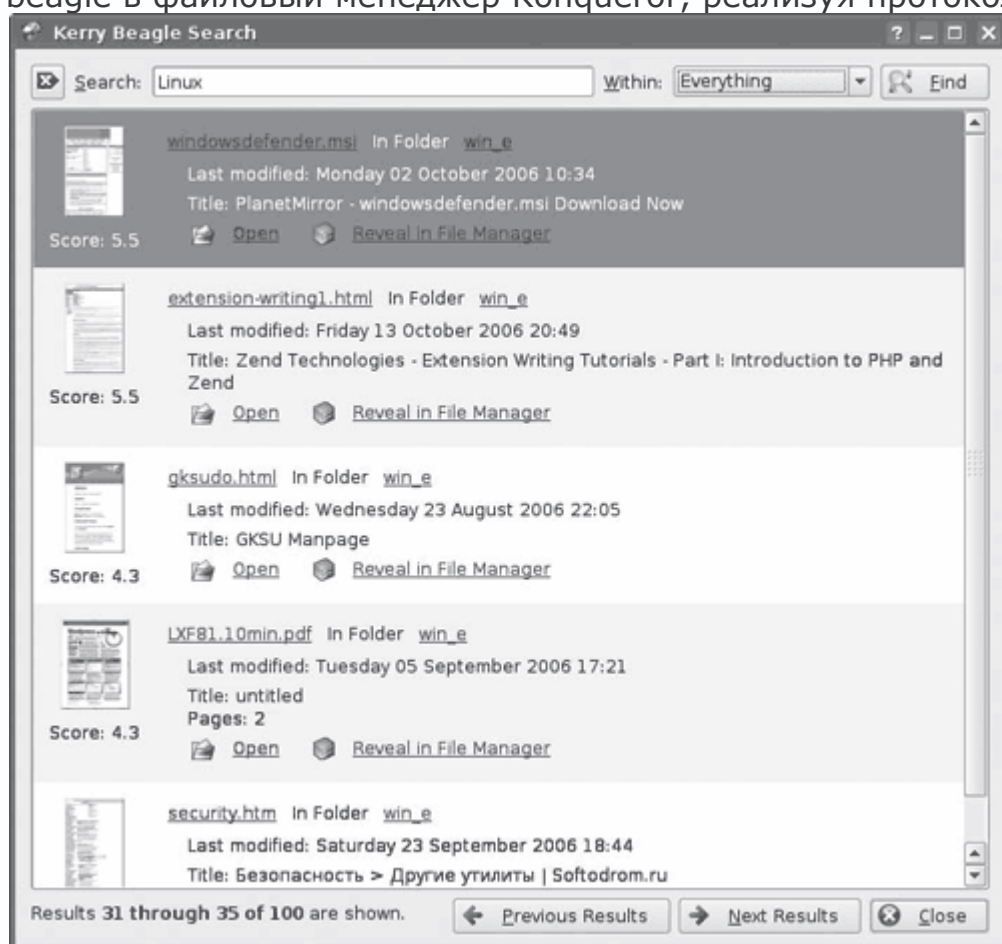 beagle в файловый менеджер Konqueror, реализуя
Kerry Beagle Search
Search: Linux Within: Everything Find
windowsdefender.msi In Folder win_e
Last modified: Monday 02 October 2006 10:34
Title: PlanetMirror - windowsdefender.msi Download Now
Score: 5.5 Open Reveal in File Manager
extension-writing1.html In Folder win_e
Last modified: Friday 13 October 2006 20:49
Title: Zend Technologies - Extension Writing Tutorials - Part I: Introduction to PHP and
Zend
Score: 5.5 Open Reveal in File Manager
gksudo.html In Folder win_e
Last modified: Wednesday 23 August 2006 22:05
Title: GKSU Manpage
Score: 4.3 Open Reveal in File Manager
LXF81.10min.pdf In Folder win_e
Last modified: Tuesday 05 September 2006 17:21
Title: untitled
Pages: 2
Score: 4.3 Open Reveal in File Manager
security.htm In Folder win_e
Last modified: Saturday 23 September 2006 18:44
Title: Безопасность > Другие утилиты | Softodrom.ru
Results 31 through 35 of 100 are shown. Previous Results Next Results Close